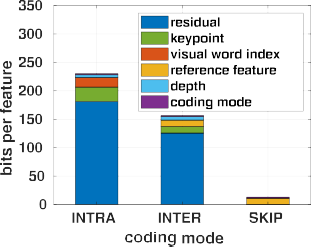 350
300
250
200
150
100
50
0
bits per feature
residual
keypoint
visual word index
reference feature
depth
coding mode
INTRA INTER SKIP
coding mode